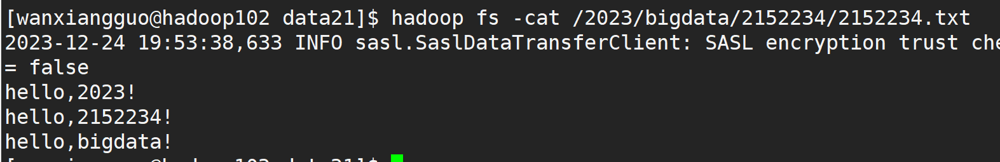 [wanxiangguo@hadoop102 data21]$ hadoop fs -cat /2023/bigdata/2152234/2152234.txt
2023-12-24 19:53:38,633 INFO sasl.SaslDataTransferClient: SASL encryption trust che
= false
hello,2023!
hello,2152234!
hello,bigdata!